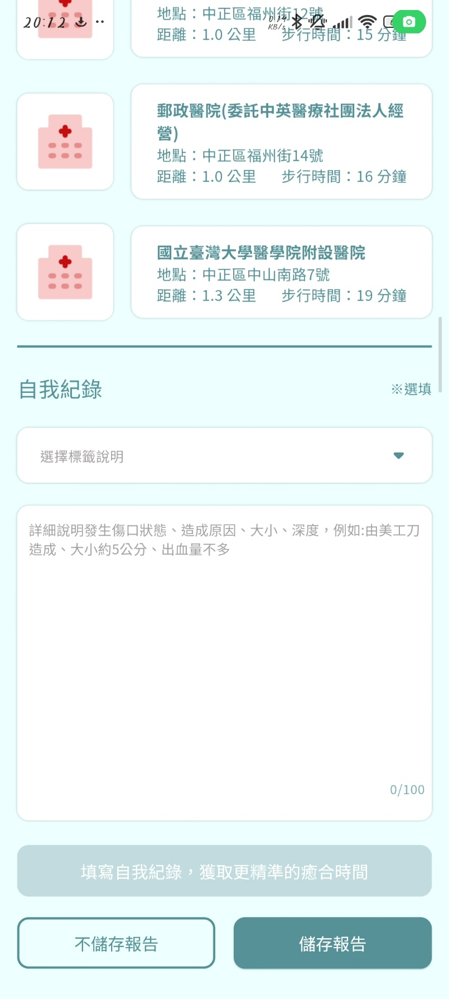 地點：中正區福州街12號
20:12
0.19 KB/s
距離：1.0 公里 步行時間：15 分鐘
郵政醫院(委託中英醫療社團法人經
營)
地點：中正區福州街14號
距離：1.0 公里 步行時間：16 分鐘
國立臺灣大學醫學院附設醫院
地點：中正區中山南路7號
距離：1.3 公里 步行時間：19 分鐘
自我紀錄
※選填
選擇標籤說明
詳細說明發生傷口狀態、造成原因、大小、深度，例如:由美工刀
造成、大小約5公分、出血量不多
0/100
填寫自我紀錄，獲取更精準的癒合時間
不儲存報告
儲存報告